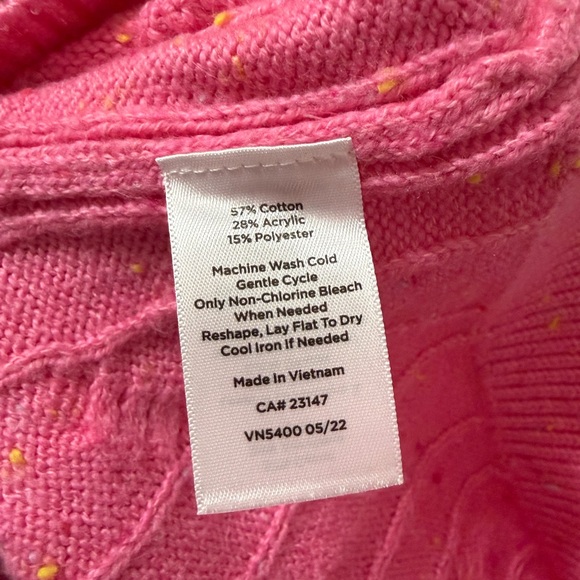 57% Cotton
28% Acrylic
15% Polyester
Machine Wash Cold
Gentle Cycle
Only Non-Chlorine Bleach
When Needed
Reshape, Lay Flat To Dry
Cool Iron If Needed
Made In Vietnam
CA# 23147
VN5400 05/22